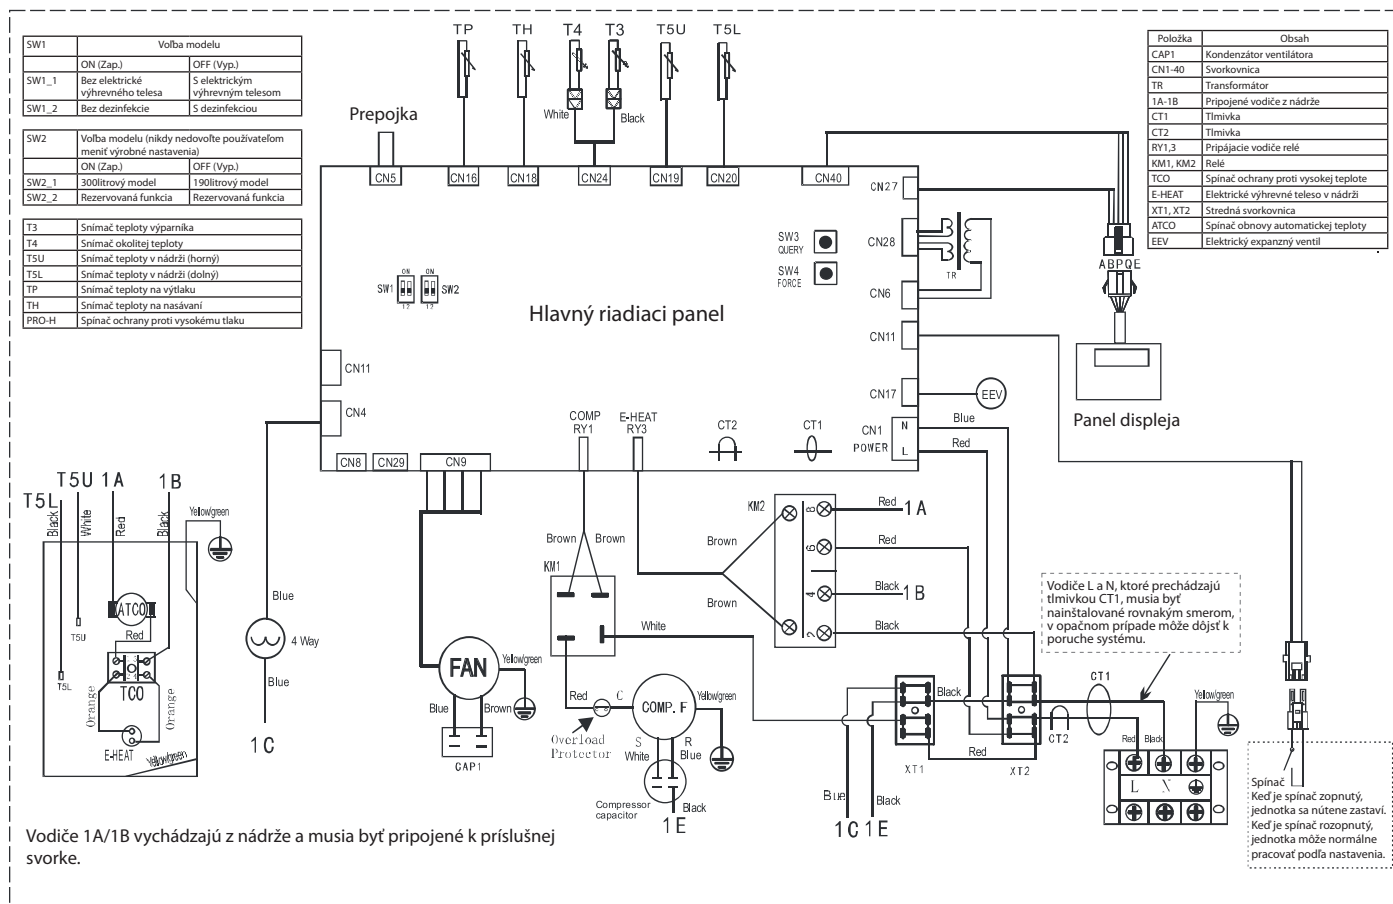 SW1 Voľba modelu
ON (Zap.) OFF (Vyp.)
SW1_1 Bez elektrické výhrevného telesa S elektrickým výhrevným telesom
SW1_2 Bez dezinfekcie S dezinfekciou
SW2 Voľba modelu (nikdy nedovoľte používateľom meniť výrobné nastavenia)
ON (Zap.) OFF (Vyp.)
SW2_1 300litrový model 190litrový model
SW2_2 Rezervovaná funkcia Rezervovaná funkcia
T3 Snímač teploty výparníka
T4 Snímač okolitej teploty
T5U Snímač teploty v nádrži (horný)
T5L Snímač teploty v nádrži (dolný)
TP Snímač teploty na výtlaku
TH Snímač teploty na nasávaní
PRO-H Spínač ochrany proti vysokému tlaku
TP TH T4 T3 T5U T5L
White Black
Prepojka
CN5 CN16 CN18 CN24 CN19 CN20 CN40
Položka Obsah
CAP1 Kondenzátor ventilátora
CN1-40 Svorkovnica
TR Transformátor
1A-1B Pripojené vodiče z nádrže
CT1 Tlmivka
CT2 Tlmivka
RY1,3 Pripájacie vodiče relé
KM1, KM2 Relé
TCO Spínač ochrany proti vysokej teplote
E-HEAT Elektrické výhrevné teleso v nádrži
XT1, XT2 Stredná svorkovnica
ATCO Spínač obnovy automatickej teploty
EEV Elektrický expanzný ventil
CN27
CN28
TR
CN6
CN11
CN17 EEV
CN1 N
POWER L
Blue
Red
SW3
QUERY
SW4
FORCE
ON ON
SW1 SW2
1 2 1 2
Hlavný riadiaci panel
ABPQE
Panel displeja
CN11
CN4
CN8 CN29 CN9
COMP
RY1
E-HEAT
RY3
CT2 CT1
T5L T5U 1A 1B
Black White Red Black Yellow/green
ATCO
T5U
Red
T5L
TCO
Orange Orange
E-HEAT
Yellow/green
Blue
4 Way
Blue
1C
FAN
Yellow/green
Blue Brown
CAP1
Brown Brown
KM1
White
Red C
Overload
Protector
COMP. F
Yellow/green
S R
White Blue
Compressor
capacitor
Black
1E
Brown
Brown
KM2
8 Red 1A
6 Red
4 Black 1B
2 Black
XT1
Black
Red
XT2
Blue Black
1C 1E
CT1
CT2
Red Black
Yellow/green
L N
Vodiče L a N, ktoré prechádzajú
tlmivkou CT1, musia byť
nainštalované rovnakým smerom,
v opačnom prípade môže dôjsť k
poruche systému.
Spínač
Keď je spínač zopnutý,
jednotka sa nútene zastaví.
Keď je spínač rozopnutý,
jednotka môže normálne
pracovať podľa nastavenia.
Vodiče 1A/1B vychádzajú z nádrže a musia byť pripojené k príslušnej
svorke.